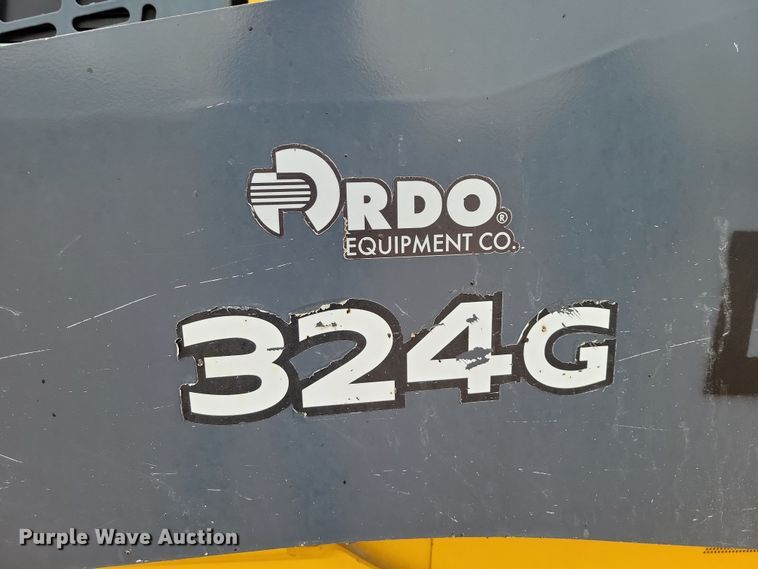 RDO®
EQUIPMENT CO.
324G
Purple Wave Auction